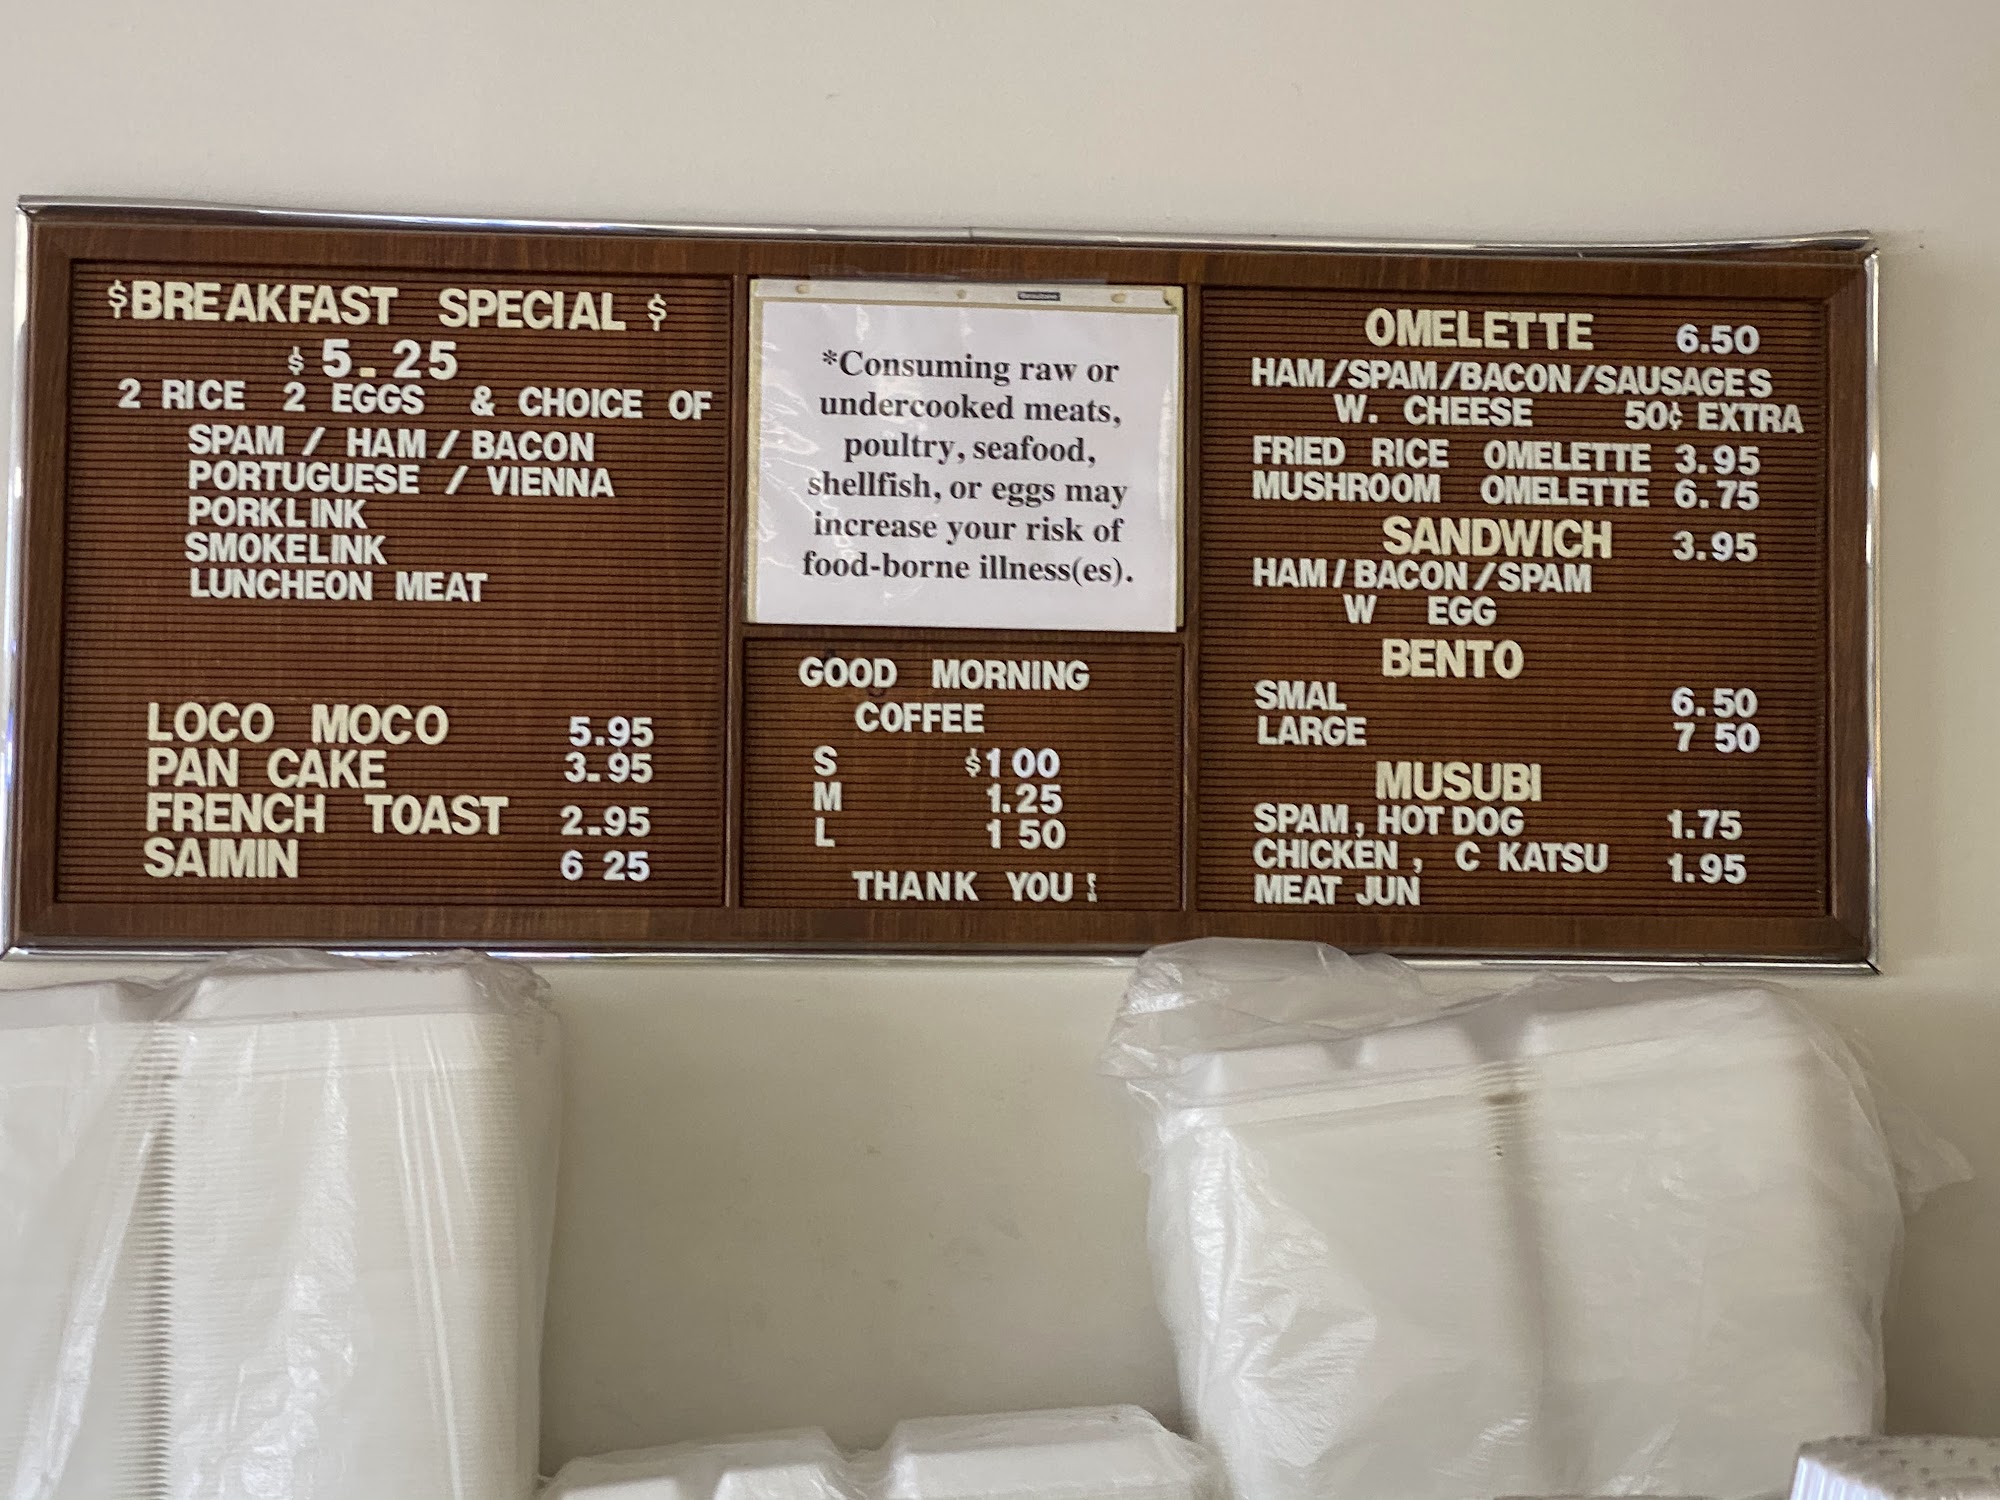 $BREAKFAST SPECIAL $
$ 5.25
2 RICE 2 EGGS & CHOICE OF
SPAM / HAM / BACON
PORTUGUESE / VIENNA
PORKLINK
SMOKELINK
LUNCHEON MEAT
LOCO MOCO 5.95
PAN CAKE 3.95
FRENCH TOAST 2.95
SAIMIN 6 25
*Consuming raw or
undercooked meats,
poultry, seafood,
shellfish, or eggs may
increase your risk of
food-borne illness(es).
GOOD MORNING
COFFEE
S $1 00
M 1.25
L 1 50
THANK YOU
OMELETTE 6.50
HAM/SPAM/BACON/SAUSAGES
W. CHEESE 50¢ EXTRA
FRIED RICE OMELETTE 3.95
MUSHROOM OMELETTE 6.75
SANDWICH 3.95
HAM/BACON/SPAM
W EGG
BENTO
SMAL 6.50
LARGE 7 50
MUSUBI
SPAM, HOT DOG 1.75
CHICKEN, C KATSU 1.95
MEAT JUN